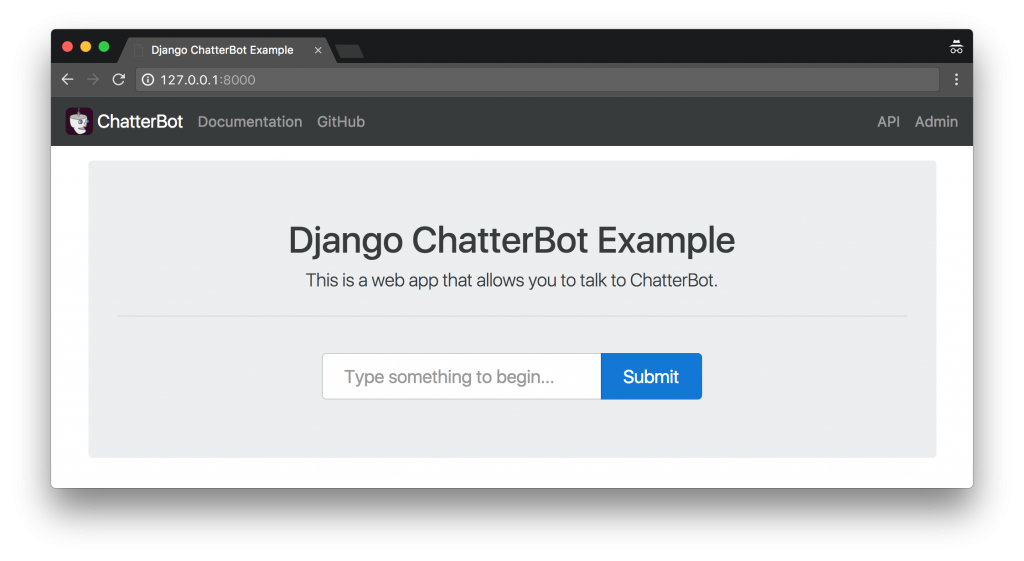 Django ChatterBot Example
127.0.0.1:8000
ChatterBot Documentation GitHub API Admin
Django ChatterBot Example
This is a web app that allows you to talk to ChatterBot.
Type something to begin... Submit